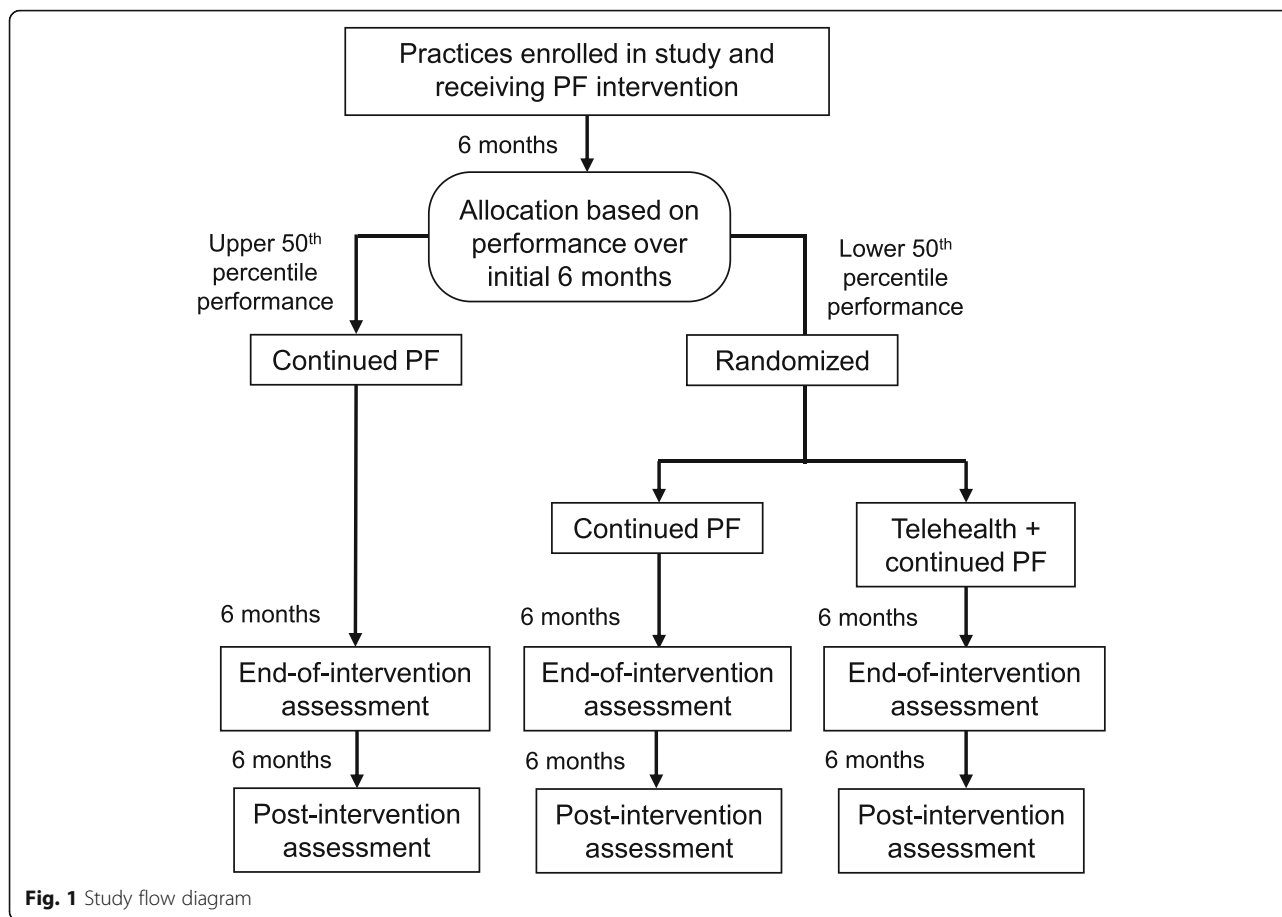 Practices enrolled in study and
receiving PF intervention
6 months
Allocation based on
performance over
initial 6 months
Upper 50th
percentile
performance
Lower 50th
percentile
performance
Continued PF
Randomized
Continued PF
Telehealth +
continued PF
6 months
6 months
6 months
End-of-intervention
assessment
End-of-intervention
assessment
End-of-intervention
assessment
6 months
6 months
6 months
Post-intervention
assessment
Post-intervention
assessment
Post-intervention
assessment
Fig. 1 Study flow diagram